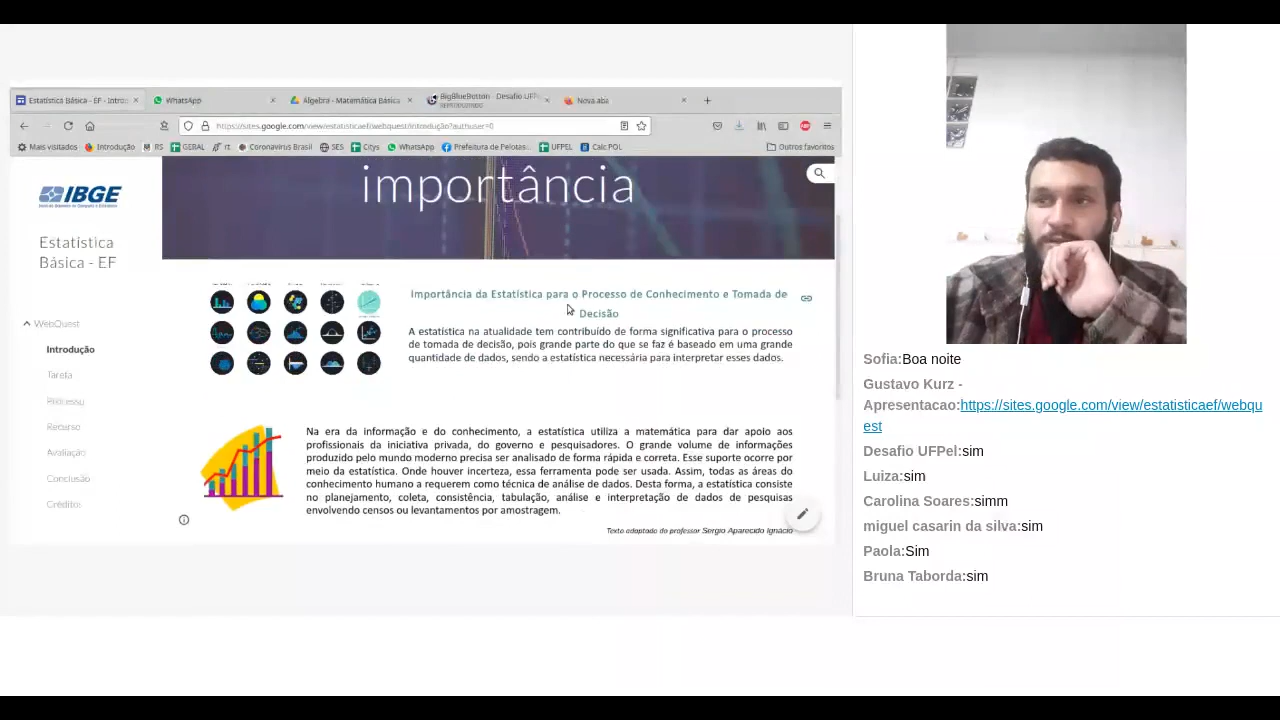 Estatística Básica - EF - Introd
WhatsApp
Álgebra - Matemática Básica
BigBlueButton - Desafio UFP
Nova aba
https://sites.google.com/view/estatisticaef/webquest/introdução?authuser=0
Mais visitados
Introdução
RS
GERAL
rt
Coronavírus Brasil
SES
Citys
WhatsApp
Prefeitura de Pelotas...
UFPEL
Calc.POL
Outros favoritos
IBGE
Estatística
Básica - EF
WebQuest
Introdução
Tarefa
Processo
Recurso
Avaliação
Conclusão
Crédito
importância
Importância da Estatística para o Processo de Conhecimento e Tomada de
Decisão
A estatística na atualidade tem contribuído de forma significativa para o processo
de tomada de decisão, pois grande parte do que se faz é baseado em uma grande
quantidade de dados, sendo a estatística necessária para interpretar esses dados.
Na era da informação e do conhecimento, a estatística utiliza a matemática para dar apoio aos
profissionais da iniciativa privada, do governo e pesquisadores. O grande volume de informações
produzido pelo mundo moderno precisa ser analisado de forma rápida e correta. Esse suporte ocorre por
meio da estatística. Onde houver incerteza, essa ferramenta pode ser usada. Assim, todas as áreas do
conhecimento humano a requerem como técnica de análise de dados. Desta forma, a estatística consiste
no planejamento, coleta, consistência, tabulação, análise e interpretação de dados de pesquisas
envolvendo censos ou levantamentos por amostragem.
Texto adaptado do professor Sergio Aparecido Ignácio
Sofia:Boa noite
Gustavo Kurz -
Apresentacao:https://sites.google.com/view/estatisticaef/webqu
est
Desafio UFPel:sim
Luiza:sim
Carolina Soares:simm
miguel casarin da silva:sim
Paola:Sim
Bruna Taborda:sim